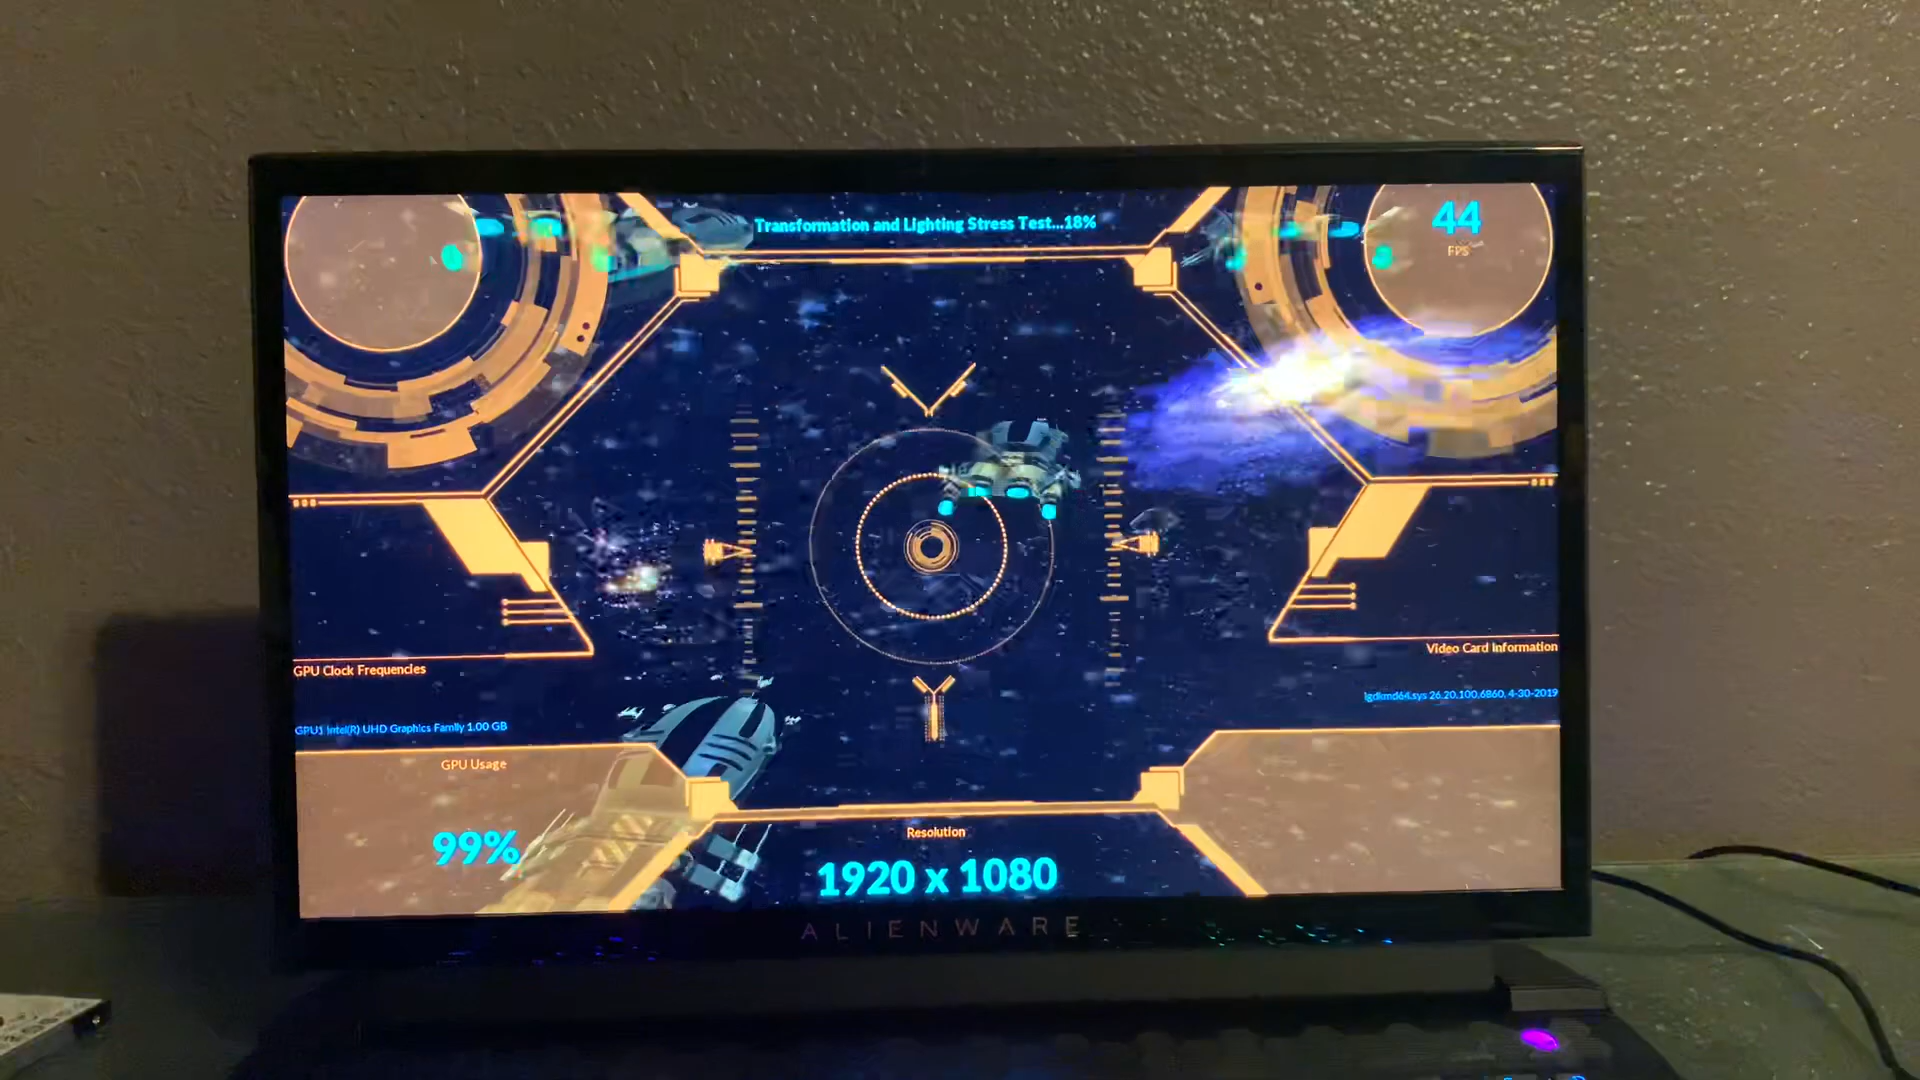 Transformation and Lighting Stress Test...18%
44
FPS
GPU Clock Frequencies
Video Card Information
igdkmd64.sys 26.20.100.6860, 4-30-2019
GPU1 Intel(R) UHD Graphics Family 1.00 GB
GPU Usage
99%
Resolution
1920 x 1080
ALIENWARE